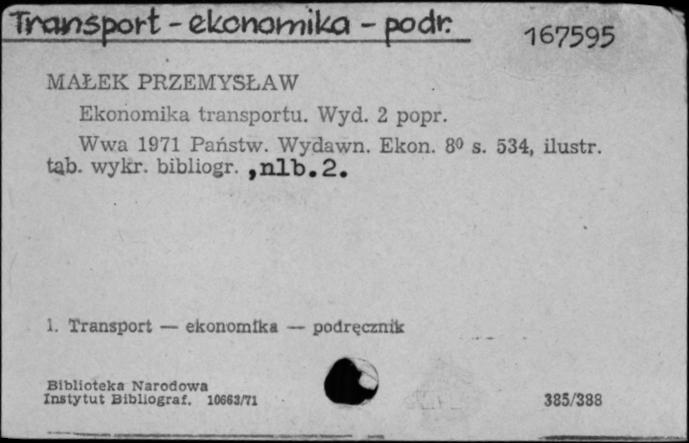 Transport - ekonomika - podr.
167595
MAŁEK PRZEMYSŁAW
Ekonomika transportu. Wyd. 2 popr.
Wwa 1971 Państw. Wydawn. Ekon. 8⁰ s. 534, ilustr.
tab. wykr. bibliogr. ,nlb.2.
1. Transport — ekonomika — podręcznik
Biblioteka Narodowa
Instytut Bibliograf. 10663/71
385/388